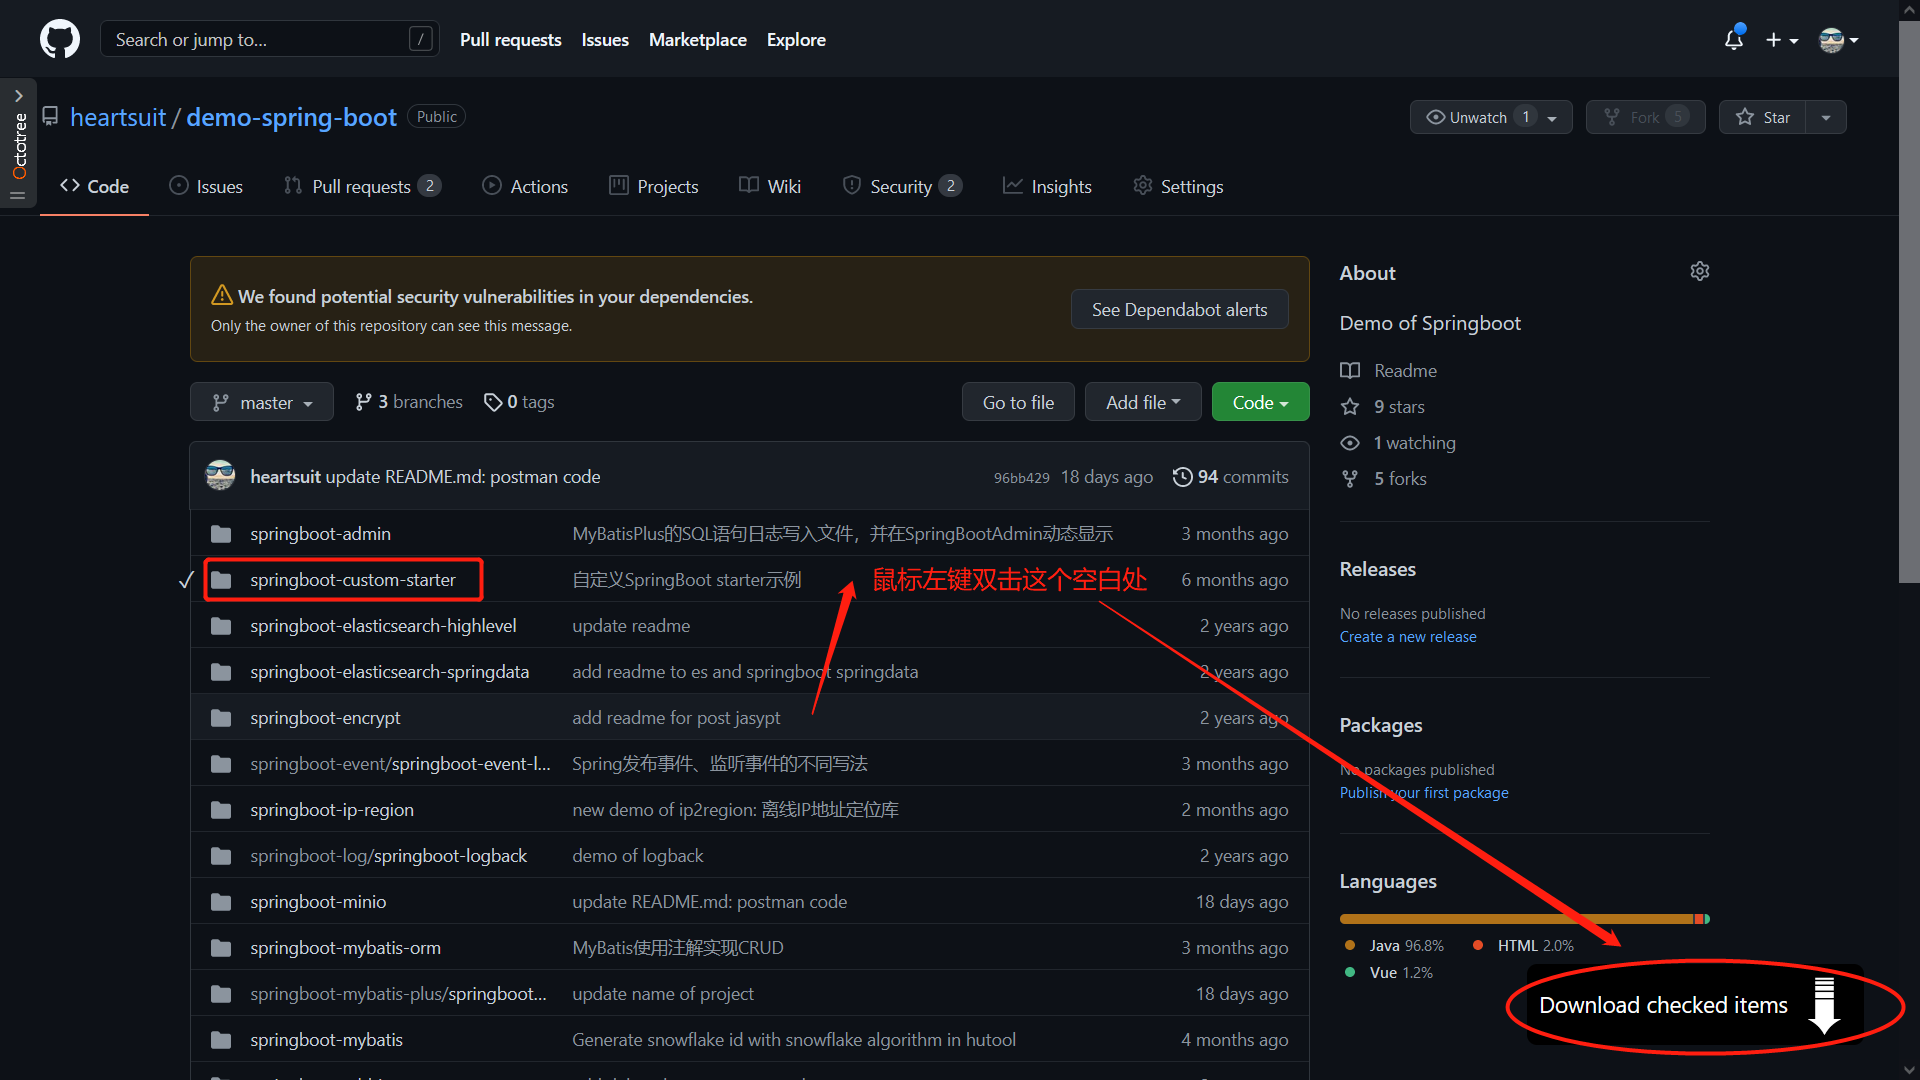 Search or jump to... /
Pull requests Issues Marketplace Explore
Octotree
heartsuit / demo-spring-boot Public
Unwatch 1 Fork 5 Star
Code Issues Pull requests 2 Actions Projects Wiki Security 2 Insights Settings
We found potential security vulnerabilities in your dependencies.
Only the owner of this repository can see this message.
See Dependabot alerts
master 3 branches 0 tags Go to file Add file Code
heartsuit update README.md: postman code 96bb429 18 days ago 94 commits
springboot-admin MyBatisPlus的SQL语句日志写入文件，并在SpringBootAdmin动态显示 3 months ago
springboot-custom-starter 自定义SpringBoot starter示例 鼠标左键双击这个空白处 6 months ago
springboot-elasticsearch-highlevel update readme 2 years ago
springboot-elasticsearch-springdata add readme to es and springboot springdata 2 years ago
springboot-encrypt add readme for post jasypt 2 years ago
springboot-event/springboot-event-l... Spring发布事件、监听事件的不同写法 3 months ago
springboot-ip-region new demo of ip2region: 离线IP地址定位库 2 months ago
springboot-log/springboot-logback demo of logback 2 years ago
springboot-minio update README.md: postman code 18 days ago
springboot-mybatis-orm MyBatis使用注解实现CRUD 3 months ago
springboot-mybatis-plus/springboot... update name of project 18 days ago
springboot-mybatis Generate snowflake id with snowflake algorithm in hutool 4 months ago
About
Demo of Springboot
Readme
9 stars
1 watching
5 forks
Releases
No releases published
Create a new release
Packages
No packages published
Publish your first package
Languages
Java 96.8% HTML 2.0%
Vue 1.2%
Download checked items